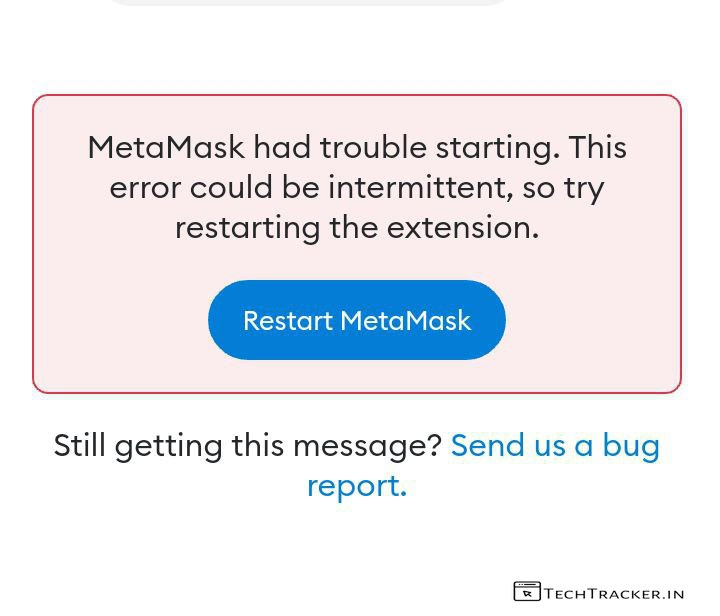 MetaMask had trouble starting. This
error could be intermittent, so try
restarting the extension.
Restart MetaMask
Still getting this message? Send us a bug
report.
TECHTRACKER.IN